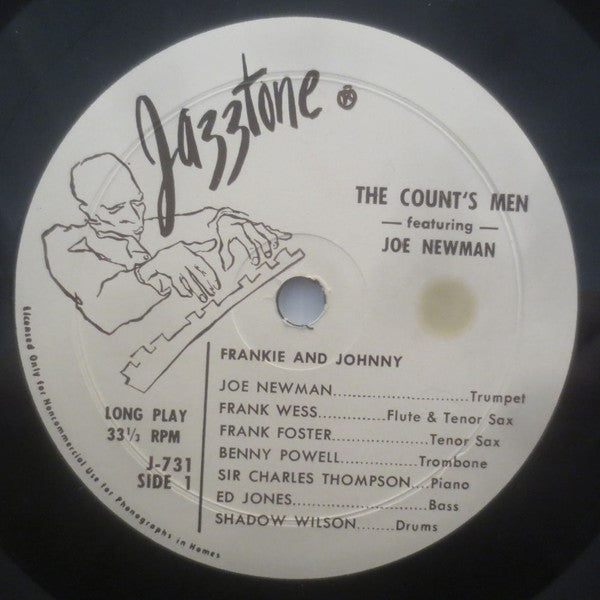 Jazztone ®
THE COUNT'S MEN
— featuring —
JOE NEWMAN
FRANKIE AND JOHNNY
JOE NEWMAN..............................Trumpet
FRANK WESS...............Flute & Tenor Sax
FRANK FOSTER......................Tenor Sax
BENNY POWELL.................Trombone
SIR CHARLES THOMPSON....Piano
ED JONES..............................Bass
SHADOW WILSON........Drums
LONG PLAY
33⅓ RPM
J-731
SIDE 1
Licensed Only for Noncommercial Use for Phonographs in Homes